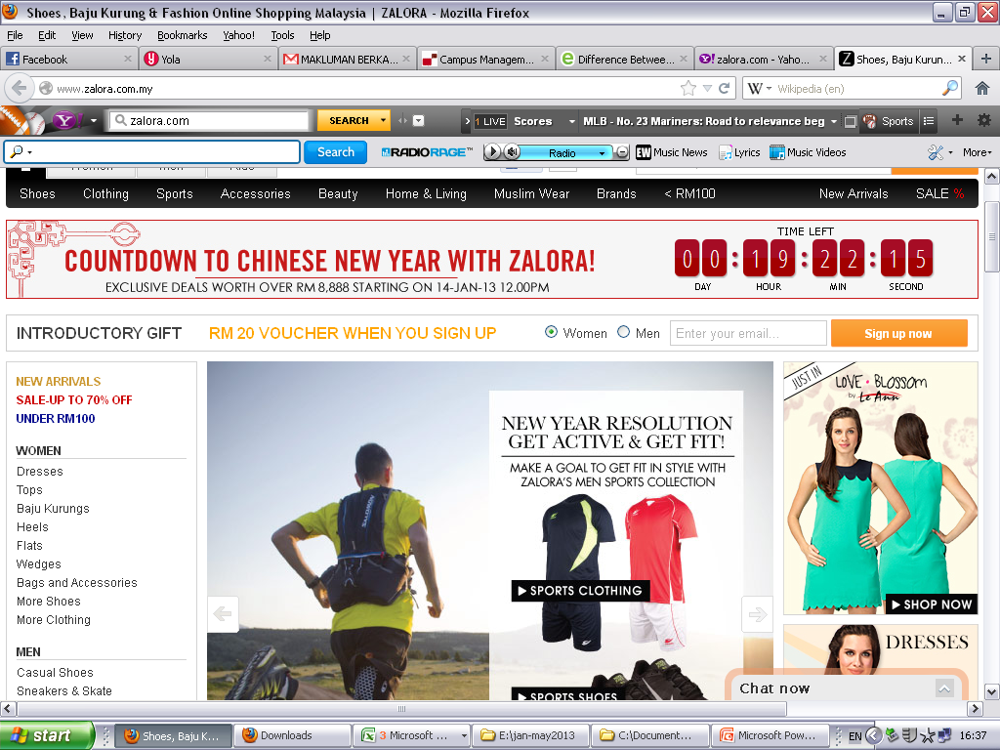 Shoes, Baju Kurung & Fashion Online Shopping Malaysia | ZALORA - Mozilla Firefox
File Edit View History Bookmarks Yahoo! Tools Help
Facebook Yola MAKLUMAN BERKA... Campus Managem... Difference Betwee... zalora.com - Yahoo... Shoes, Baju Kurun...
www.zalora.com.my W Wikipedia (en)
Y! zalora.com SEARCH 1 LIVE Scores MLB - No. 23 Mariners: Road to relevance beg Sports
Search RADIORAGE™ Radio EW Music News Lyrics Music Videos More
Women Men Kids
Shoes Clothing Sports Accessories Beauty Home & Living Muslim Wear Brands < RM100 New Arrivals SALE %
COUNTDOWN TO CHINESE NEW YEAR WITH ZALORA!
EXCLUSIVE DEALS WORTH OVER RM 8,888 STARTING ON 14-JAN-13 12.00PM
TIME LEFT
00 : 19 : 22 : 15
DAY HOUR MIN SECOND
INTRODUCTORY GIFT RM 20 VOUCHER WHEN YOU SIGN UP Women Men Enter your email... Sign up now
NEW ARRIVALS
SALE-UP TO 70% OFF
UNDER RM100
WOMEN
Dresses
Tops
Baju Kurungs
Heels
Flats
Wedges
Bags and Accessories
More Shoes
More Clothing
MEN
Casual Shoes
Sneakers & Skate
SALOMON
NEW YEAR RESOLUTION
GET ACTIVE & GET FIT!
MAKE A GOAL TO GET FIT IN STYLE WITH
ZALORA'S MEN SPORTS COLLECTION
SPORTS CLOTHING
SPORTS SHOES
JUST IN
LOVE BLOSSOM
by Le Ann
SHOP NOW
DRESSES
Chat now
start Shoes, Baju K... Downloads 3 Microsoft ... E:\jan-may2013 C:\Document... Microsoft Pow... EN 16:37